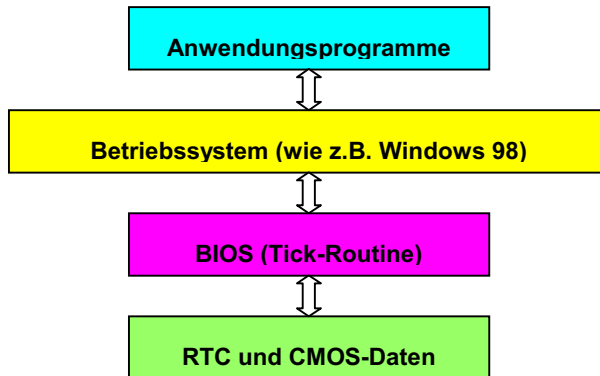 Anwendungsprogramme
Betriebssystem (wie z.B. Windows 98)
BIOS (Tick-Routine)
RTC und CMOS-Daten